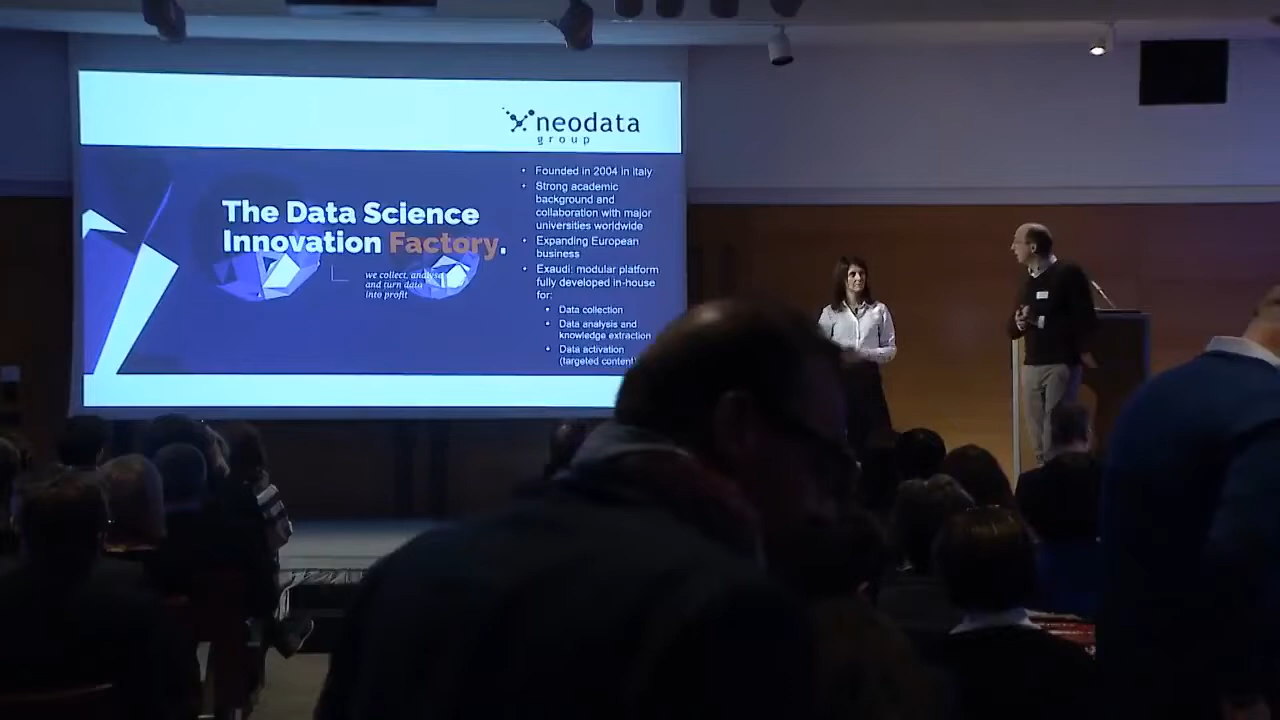 neodata
group
The Data Science
Innovation Factory.
we collect, analyse
and turn data
into profit
• Founded in 2004 in Italy
• Strong academic
background and
collaboration with major
universities worldwide
• Expanding European
business
• Exaudi: modular platform
fully developed in-house
for:
• Data collection
• Data analysis and
knowledge extraction
• Data activation
(targeted content)